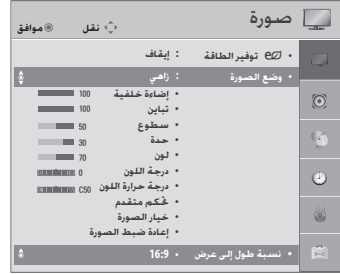 صورة
نقل موافق
توفير الطاقة : إيقاف
• وضع الصورة : زاهي
• إضاءة خلفية 100
• تباين 100
• سطوع 50
• حدة 30
• لون 70
• درجة اللون 0
• درجة حرارة اللون C50
• تحكم متقدم
• خيار الصورة
• إعادة ضبط الصورة
• نسبة طول إلى عرض • 16:9